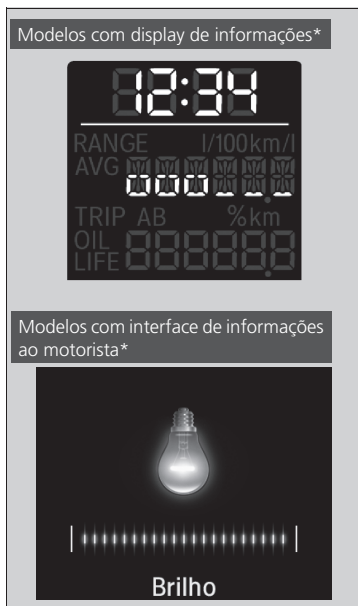 Modelos com display de informações*
12:34
RANGE l/100km/l
AVG
TRIP AB %km
OIL
LIFE
Modelos com interface de informações
ao motorista*
Brilho